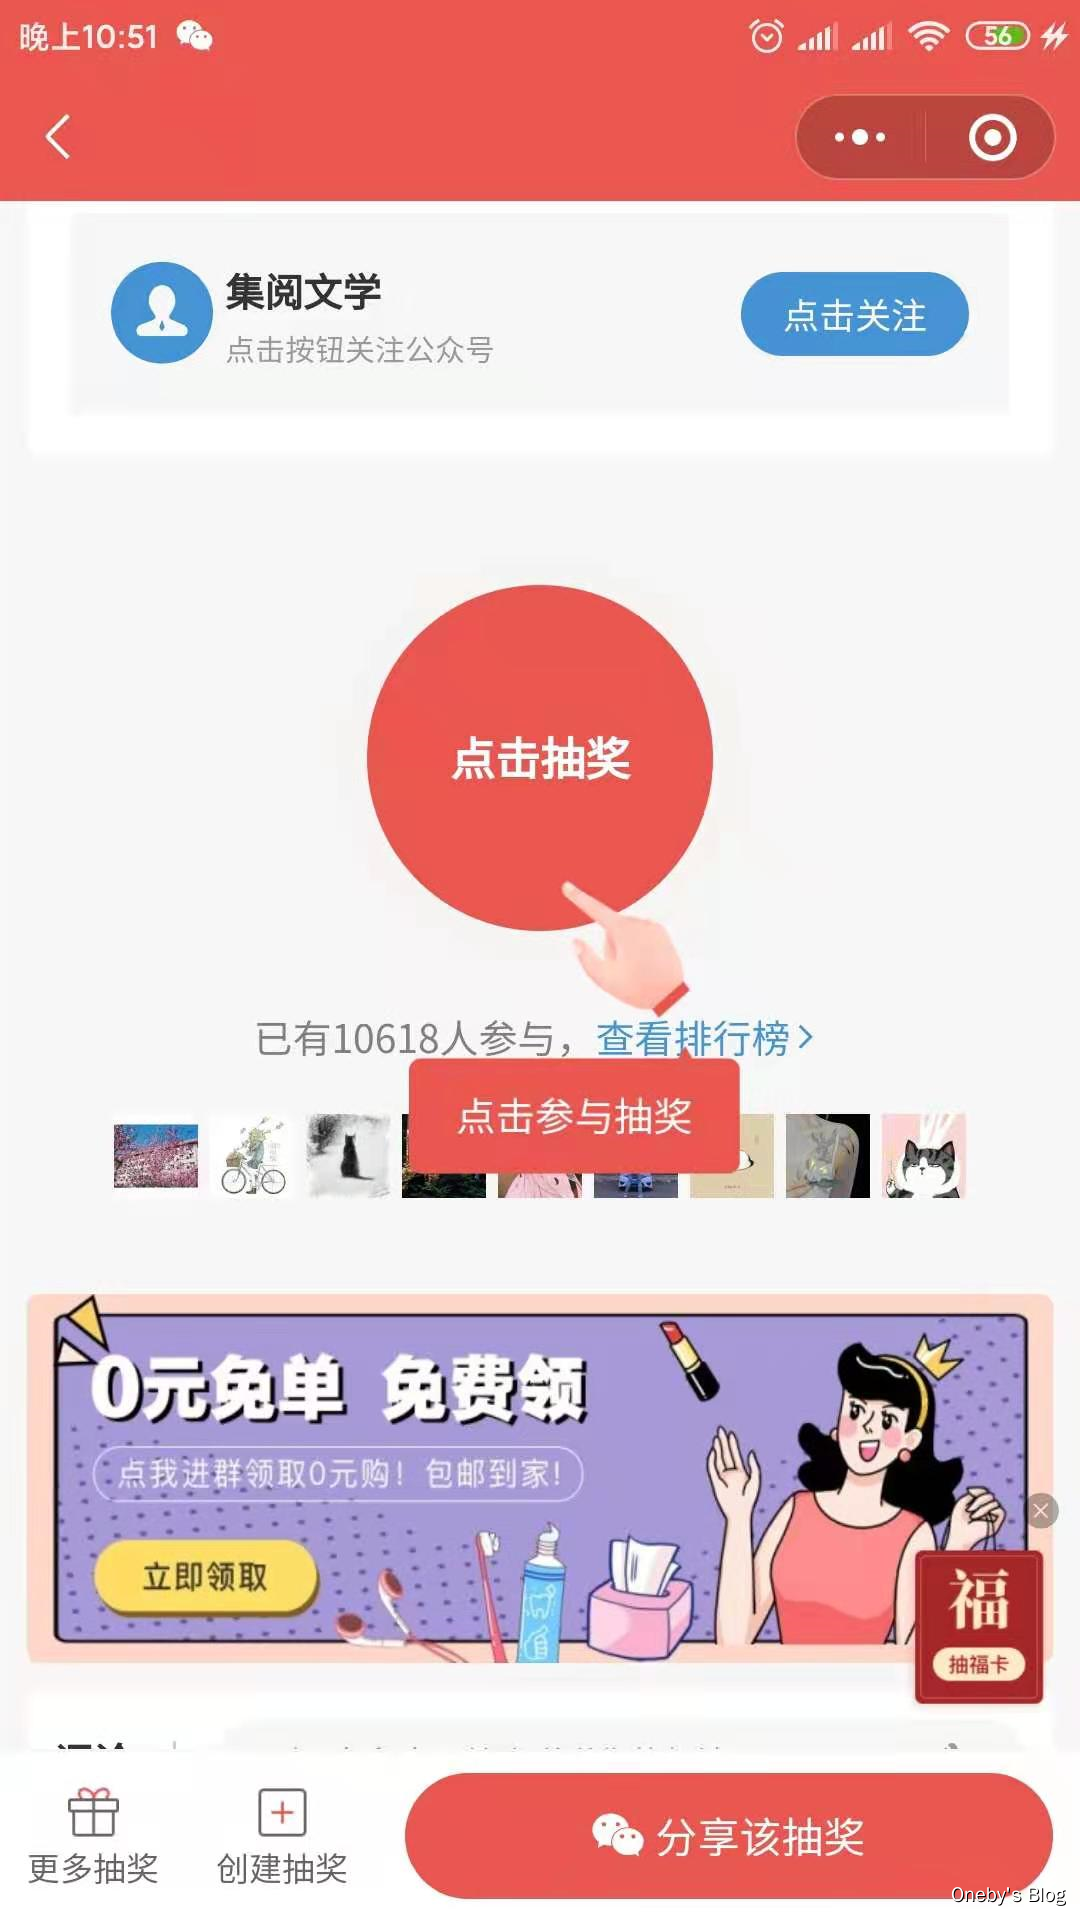 晚上10:51
56
集阅文学
点击按钮关注公众号
点击关注
点击抽奖
已有10618人参与，查看排行榜
点击参与抽奖
0元免单 免费领
点我进群领取0元购！包邮到家！
立即领取
福
抽福卡
更多抽奖
创建抽奖
分享该抽奖
Oneby's Blog